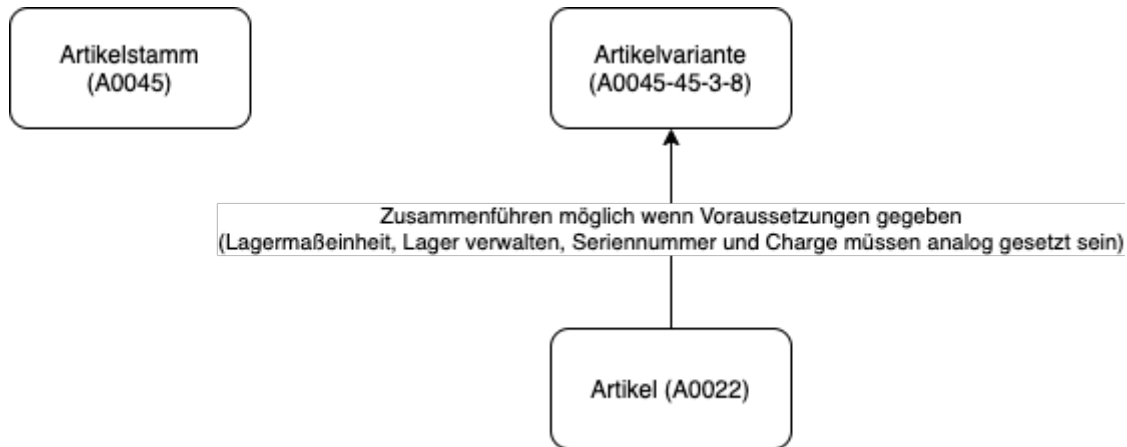 Artikelstamm
(A0045)
Artikelvariante
(A0045-45-3-8)
Zusammenführen möglich wenn Voraussetzungen gegeben
(Lagermaßeinheit, Lager verwalten, Seriennummer und Charge müssen analog gesetzt sein)
Artikel (A0022)